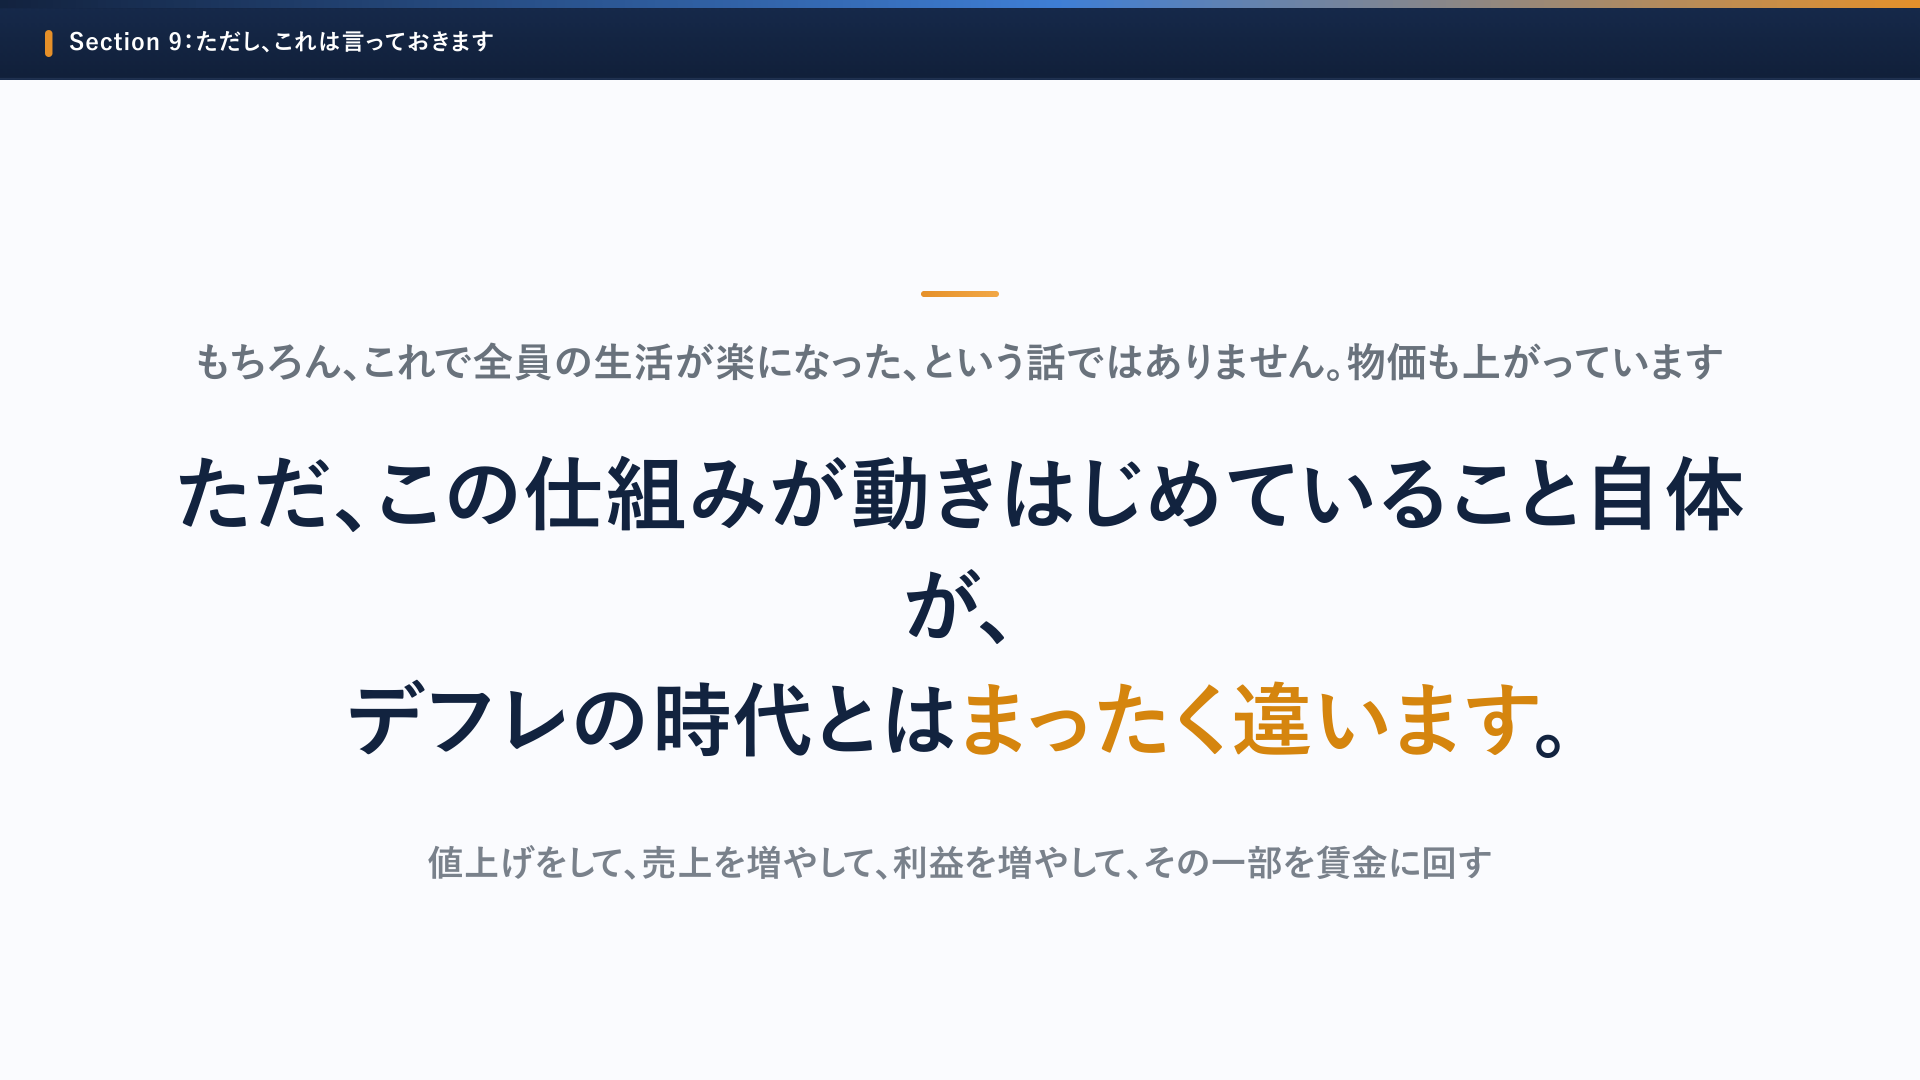 Section 9：ただし、これは言っておきます
もちろん、これで全員の生活が楽になった、という話ではありません。物価も上がっています
ただ、この仕組みが動きはじめていること自体
が、
デフレの時代とはまったく違います。
値上げをして、売上を増やして、利益を増やして、その一部を賃金に回す